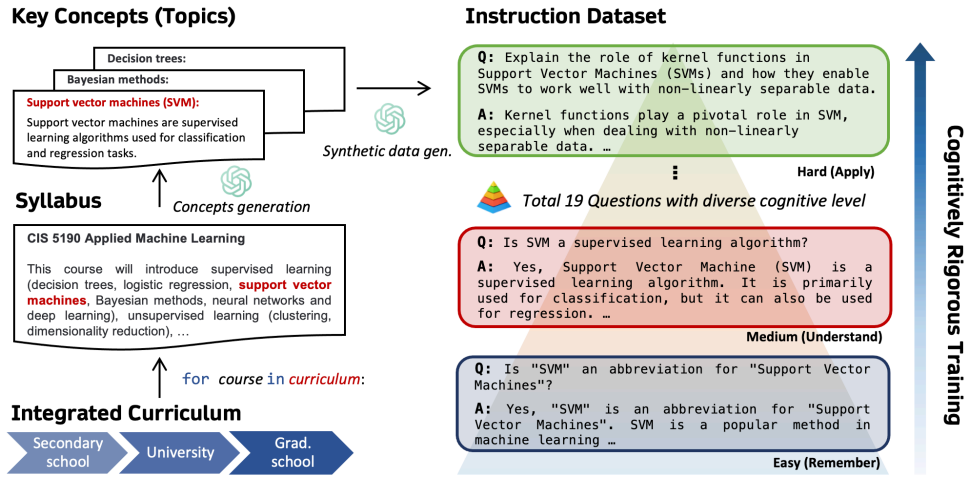 Key Concepts (Topics)
Decision trees:
Bayesian methods:
Support vector machines (SVM):
Support vector machines are supervised
learning algorithms used for classification
and regression tasks.
Synthetic data gen.
Concepts generation
Syllabus
CIS 5190 Applied Machine Learning
This course will introduce supervised learning
(decision trees, logistic regression, support vector
machines, Bayesian methods, neural networks and
deep learning), unsupervised learning (clustering,
dimensionality reduction), ...
for course in curriculum:
Integrated Curriculum
Secondary
school
University
Grad.
school
Instruction Dataset
Q: Explain the role of kernel functions in
Support Vector Machines (SVMs) and how they enable
SVMs to work well with non-linearly separable data.
A: Kernel functions play a pivotal role in SVM,
especially when dealing with non-linearly
separable data. ...
Hard (Apply)
Total 19 Questions with diverse cognitive level
Q: Is SVM a supervised learning algorithm?
A: Yes, Support Vector Machine (SVM) is a
supervised learning algorithm. It is primarily
used for classification, but it can also be used
for regression. ...
Medium (Understand)
Q: Is "SVM" an abbreviation for "Support Vector
Machines"?
A: Yes, "SVM" is an abbreviation for "Support
Vector Machines". SVM is a popular method in
machine learning ...
Easy (Remember)
Cognitively Rigorous Training